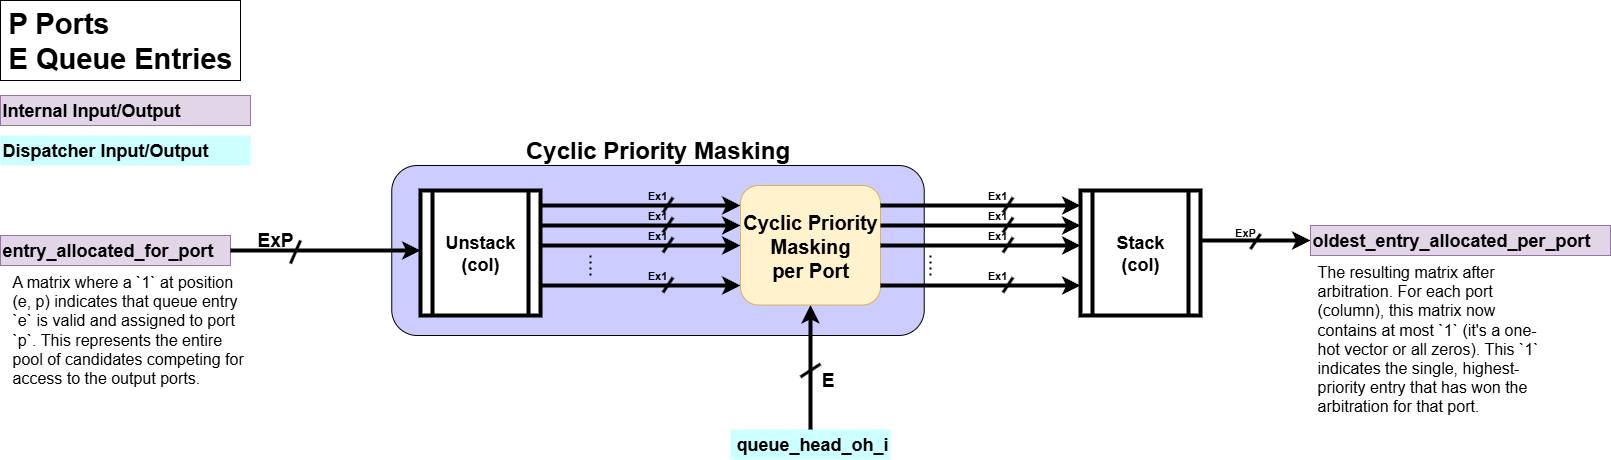 P Ports
E Queue Entries
Internal Input/Output
Dispatcher Input/Output
Cyclic Priority Masking
entry_allocated_for_port
ExP
A matrix where a `1` at position
(e, p) indicates that queue entry
`e` is valid and assigned to port
`p`. This represents the entire
pool of candidates competing for
access to the output ports.
Unstack
(col)
Ex1
Ex1
Ex1
Ex1
Cyclic Priority
Masking
per Port
Ex1
Ex1
Ex1
Ex1
Stack
(col)
ExP
oldest_entry_allocated_per_port
The resulting matrix after
arbitration. For each port
(column), this matrix now
contains at most `1` (it's a one-
hot vector or all zeros). This `1`
indicates the single, highest-
priority entry that has won the
arbitration for that port.
E
queue_head_oh_i